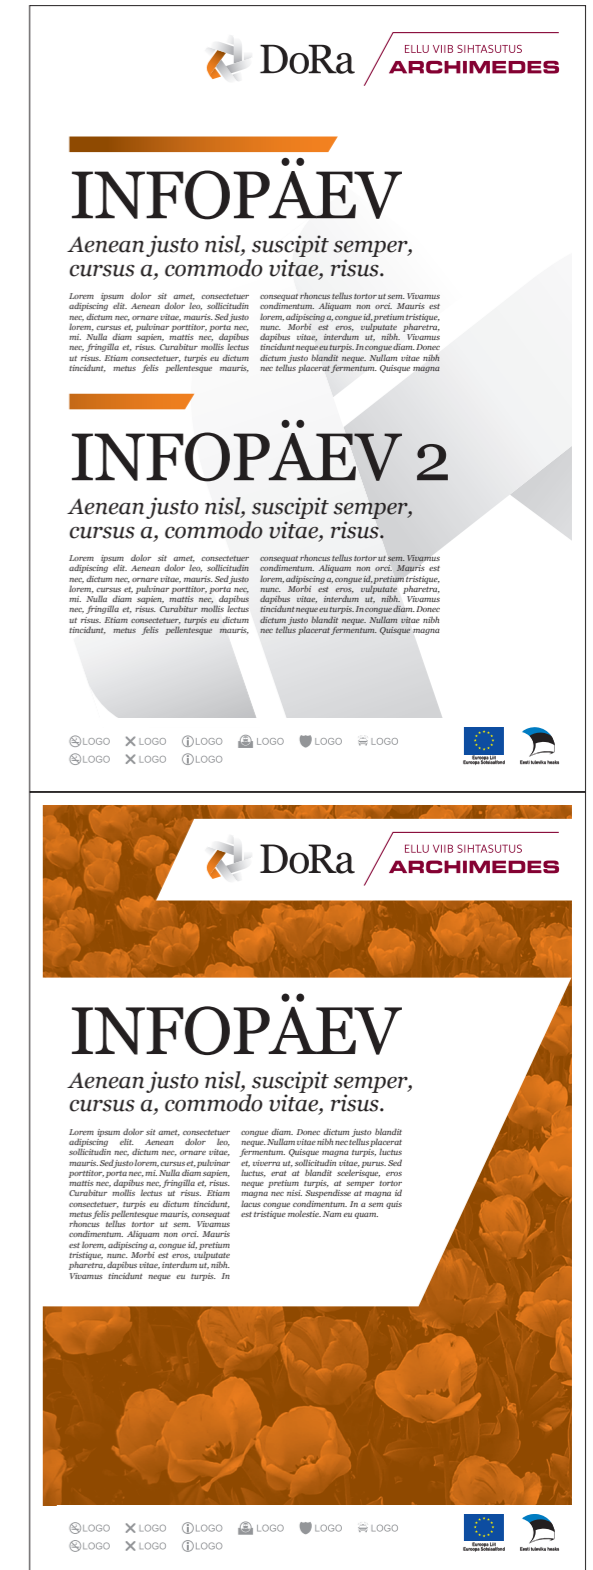 DoRa
ELLU VIIB SIHTASUTUS
ARCHIMEDES
INFOPÄEV
Aenean justo nisl, suscipit semper,
cursus a, commodo vitae, risus.
Lorem ipsum dolor sit amet, consectetuer
adipiscing elit. Aenean dolor leo, sollicitudin
nec, dictum nec, ornare vitae, mauris. Sed justo
lorem, cursus et, pulvinar porttitor, porta nec,
mi. Nulla diam sapien, mattis nec, dapibus
nec, fringilla et, risus. Curabitur mollis lectus
ut risus. Etiam consectetuer, turpis eu dictum
tincidunt, metus felis pellentesque mauris,
consequat rhoncus tellus tortor ut sem. Vivamus
condimentum. Aliquam non orci. Mauris est
lorem, adipiscing a, congue id, pretium tristique,
nunc. Morbi est eros, vulputate pharetra,
dapibus vitae, interdum ut, nibh. Vivamus
tincidunt neque eu turpis. In congue diam. Donec
dictum justo blandit neque. Nullam vitae nibh
nec tellus placerat fermentum. Quisque magna
INFOPÄEV 2
Aenean justo nisl, suscipit semper,
cursus a, commodo vitae, risus.
Lorem ipsum dolor sit amet, consectetuer
adipiscing elit. Aenean dolor leo, sollicitudin
nec, dictum nec, ornare vitae, mauris. Sed justo
lorem, cursus et, pulvinar porttitor, porta nec,
mi. Nulla diam sapien, mattis nec, dapibus
nec, fringilla et, risus. Curabitur mollis lectus
ut risus. Etiam consectetuer, turpis eu dictum
tincidunt, metus felis pellentesque mauris,
consequat rhoncus tellus tortor ut sem. Vivamus
condimentum. Aliquam non orci. Mauris est
lorem, adipiscing a, congue id, pretium tristique,
nunc. Morbi est eros, vulputate pharetra,
dapibus vitae, interdum ut, nibh. Vivamus
tincidunt neque eu turpis. In congue diam. Donec
dictum justo blandit neque. Nullam vitae nibh
nec tellus placerat fermentum. Quisque magna
LOGO LOGO LOGO LOGO LOGO LOGO
LOGO LOGO LOGO
Euroopa Liit
Euroopa Sotsiaalfond
Eesti tuleviku heaks
DoRa
ELLU VIIB SIHTASUTUS
ARCHIMEDES
INFOPÄEV
Aenean justo nisl, suscipit semper,
cursus a, commodo vitae, risus.
Lorem ipsum dolor sit amet, consectetuer
adipiscing elit. Aenean dolor leo,
sollicitudin nec, dictum nec, ornare vitae,
mauris. Sed justo lorem, cursus et, pulvinar
porttitor, porta nec, mi. Nulla diam sapien,
mattis nec, dapibus nec, fringilla et, risus.
Curabitur mollis lectus ut risus. Etiam
consectetuer, turpis eu dictum tincidunt,
metus felis pellentesque mauris, consequat
rhoncus tellus tortor ut sem. Vivamus
condimentum. Aliquam non orci. Mauris
est lorem, adipiscing a, congue id, pretium
tristique, nunc. Morbi est eros, vulputate
pharetra, dapibus vitae, interdum ut, nibh.
Vivamus tincidunt neque eu turpis. In
congue diam. Donec dictum justo blandit
neque. Nullam vitae nibh nec tellus placerat
fermentum. Quisque magna turpis, luctus
et, viverra ut, sollicitudin vitae, purus. Sed
luctus, erat at blandit scelerisque, eros
neque pretium turpis, at semper tortor
magna nec nisi. Suspendisse at magna id
lacus congue condimentum. In a sem quis
est tristique molestie. Nam eu quam.
LOGO LOGO LOGO LOGO LOGO LOGO
LOGO LOGO LOGO
Euroopa Liit
Euroopa Sotsiaalfond
Eesti tuleviku heaks